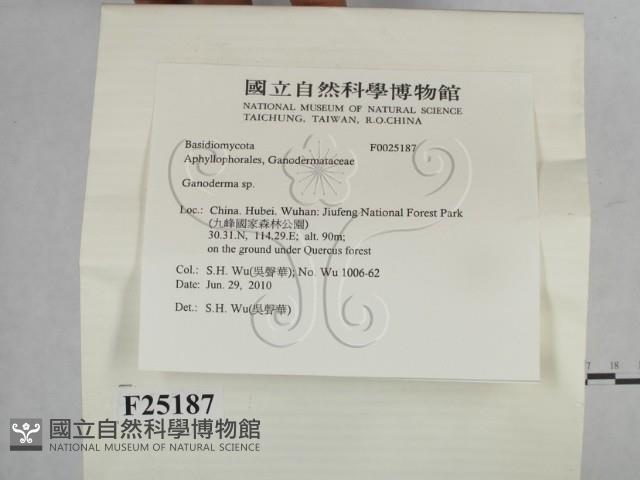 國立自然科學博物館
NATIONAL MUSEUM OF NATURAL SCIENCE
TAICHUNG, TAIWAN, R.O.CHINA
Basidiomycota F0025187
Aphyllophorales, Ganodermataceae
Ganoderma sp.
Loc.: China. Hubei. Wuhan: Jiufeng National Forest Park
(九峰國家森林公園)
30.31.N, 114.29.E; alt. 90m;
on the ground under Quercus forest
Col.: S.H. Wu(吳聲華); No. Wu 1006-62
Date: Jun. 29, 2010
Det.: S.H. Wu(吳聲華)
7 18
F25187
國立自然科學博物館
NATIONAL MUSEUM OF NATURAL SCIENCE